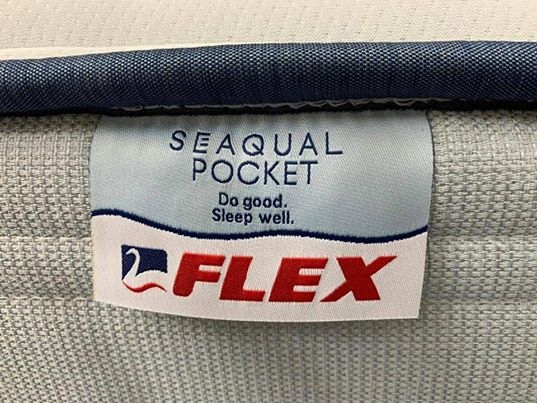 SEAQUAL
POCKET
Do good.
Sleep well.
FLEX